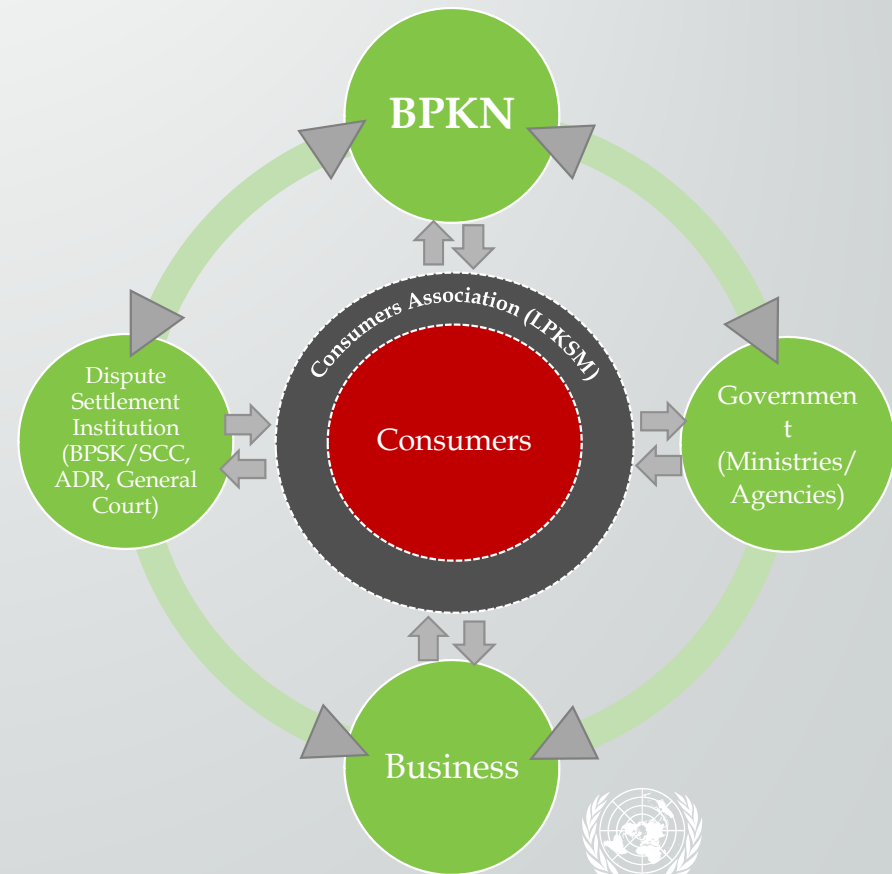 BPKN
Consumers Association (LPKSM)
Dispute
Settlement
Institution
(BPSK/SCC,
ADR, General
Court)
Consumers
Governmen
t
(Ministries/
Agencies)
Business